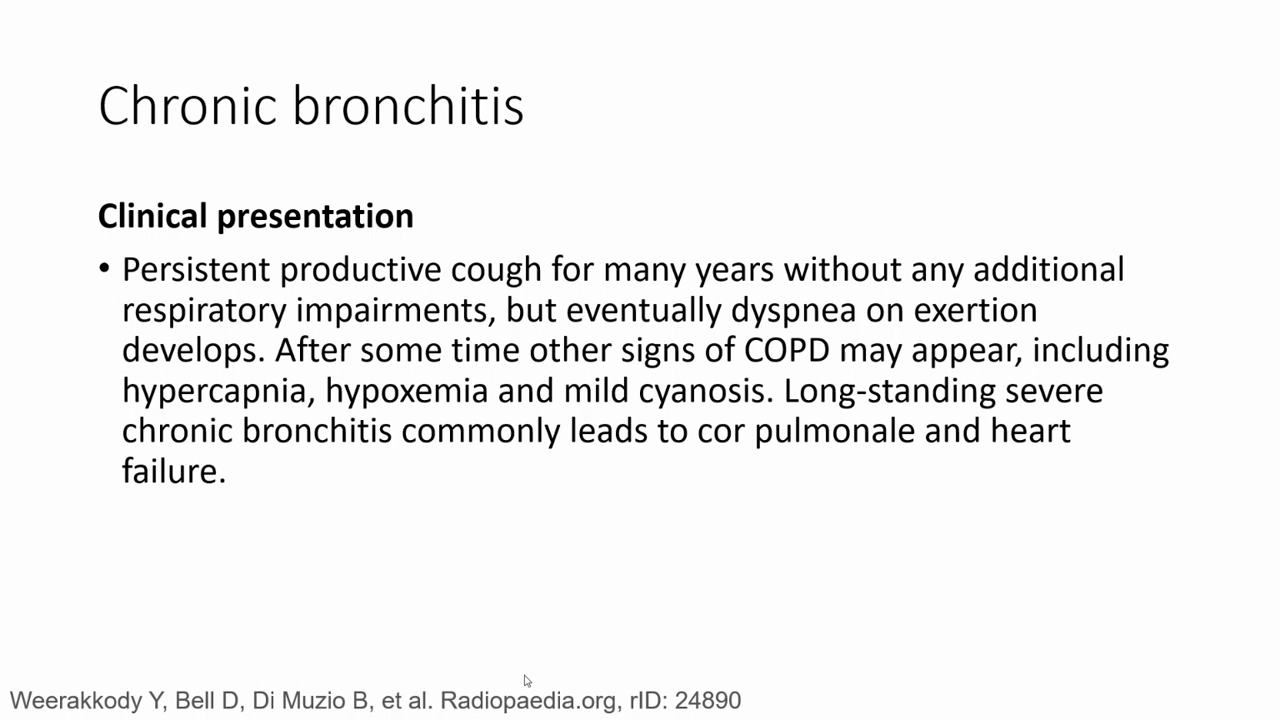 Chronic bronchitis
Clinical presentation
• Persistent productive cough for many years without any additional
respiratory impairments, but eventually dyspnea on exertion
develops. After some time other signs of COPD may appear, including
hypercapnia, hypoxemia and mild cyanosis. Long-standing severe
chronic bronchitis commonly leads to cor pulmonale and heart
failure.
Weerakkody Y, Bell D, Di Muzio B, et al. Radiopaedia.org, rID: 24890